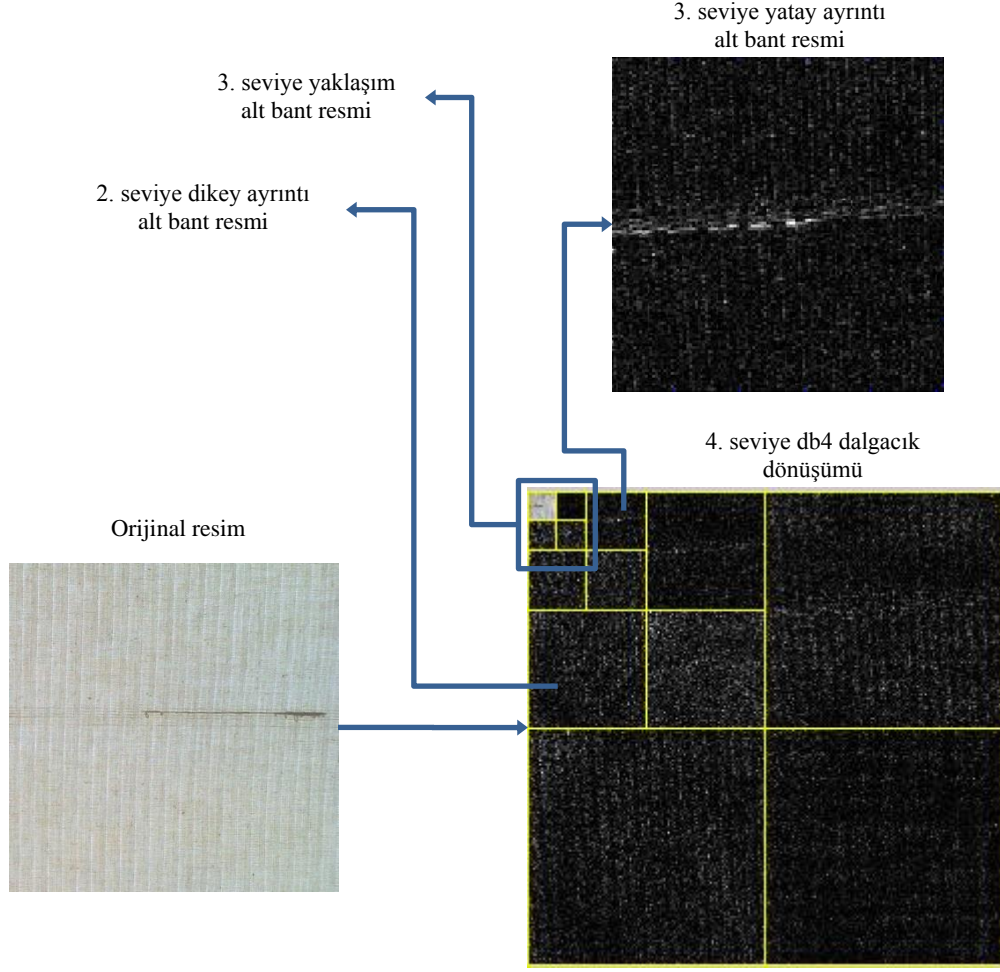 3. seviye yatay ayrıntı
alt bant resmi
3. seviye yaklaşım
alt bant resmi
2. seviye dikey ayrıntı
alt bant resmi
4. seviye db4 dalgacık
dönüşümü
Orijinal resim